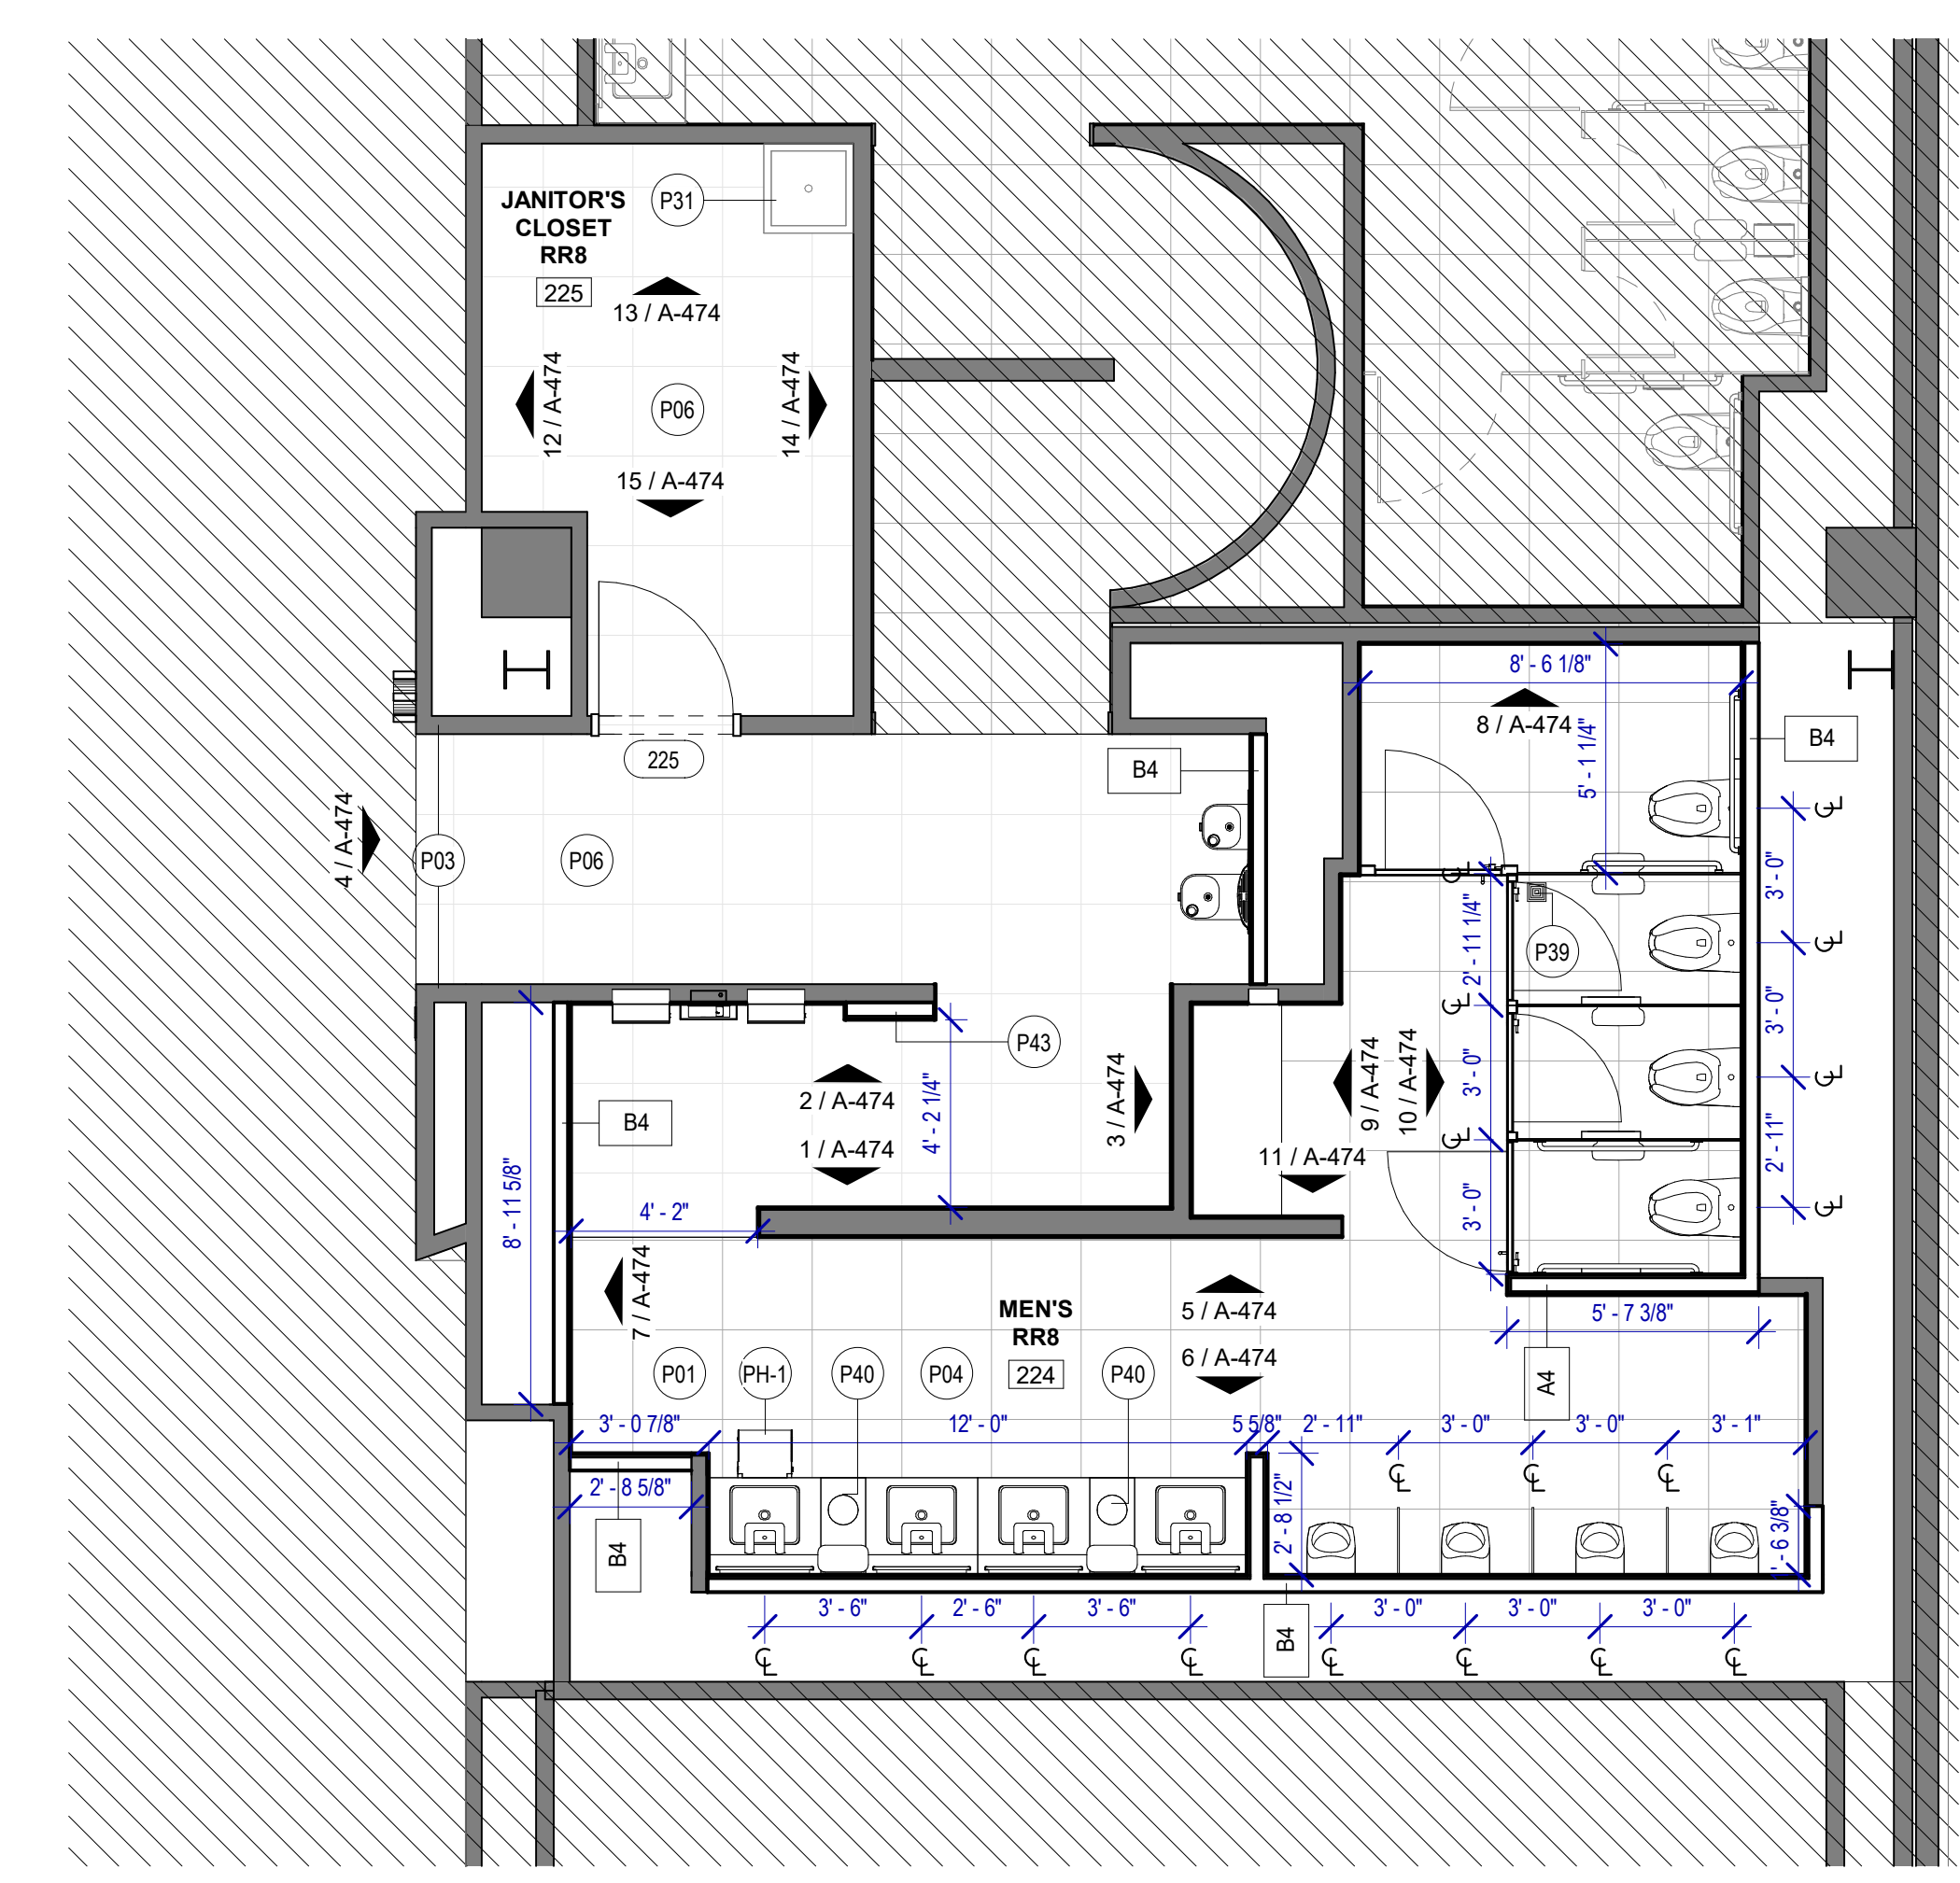 JANITOR'S
CLOSET
RR8
225
P31
13 / A-474
12 / A-474
14 / A-474
P06
15 / A-474
225
4 / A-474
P03
P06
B4
8' - 6 1/8"
8 / A-474
5' - 1 1/4"
B4
3' - 0"
3' - 0"
2' - 11"
2' - 11 1/4"
3' - 0"
3' - 0"
P39
P43
2 / A-474
1 / A-474
4' - 2 1/4"
3 / A-474
9 / A-474
10 / A-474
11 / A-474
B4
8' - 11 5/8"
4' - 2"
7 / A-474
MEN'S
RR8
224
5 / A-474
6 / A-474
5' - 7 3/8"
A4
P01
PH-1
P40
P04
P40
3' - 0 7/8"
12' - 0"
5 5/8"
2' - 11"
3' - 0"
3' - 0"
3' - 1"
2' - 8 5/8"
B4
2' - 8 1/2"
1' - 6 3/8"
3' - 6"
2' - 6"
3' - 6"
B4
3' - 0"
3' - 0"
3' - 0"